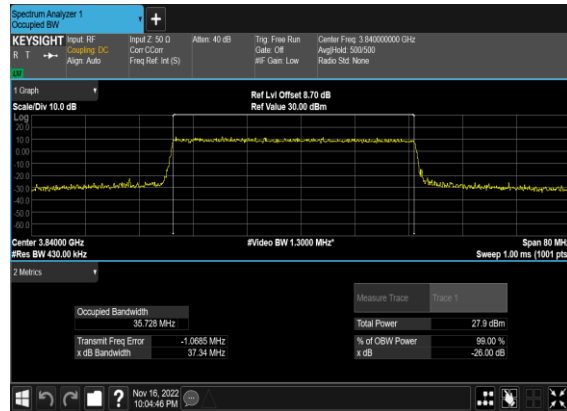 Spectrum Analyzer 1
Occupied BW
+
KEYSIGHT Input: RF Input Z: 50 Ω Atten: 40 dB Trig: Free Run Center Freq: 3.840000000 GHz
R T Coupling: DC Corr CCorr Gate: Off Avg|Hold: 500/500
Align: Auto Freq Ref: Int (S) #IF Gain: Low Radio Std: None
1 Graph
Ref Lvl Offset 8.70 dB
Scale/Div 10.0 dB Ref Value 30.00 dBm
Log
20.0
10.0
0.00
-10.0
-20.0
-30.0
-40.0
-50.0
-60.0
Center 3.84000 GHz #Video BW 1.3000 MHz* Span 80 MHz
#Res BW 430.00 kHz Sweep 1.00 ms (1001 pts
2 Metrics
Measure Trace Trace 1
Occupied Bandwidth
35.728 MHz Total Power 27.9 dBm
Transmit Freq Error -1.0685 MHz % of OBW Power 99.00 %
x dB Bandwidth 37.34 MHz x dB -26.00 dB
? Nov 16, 2022
10:04:46 PM